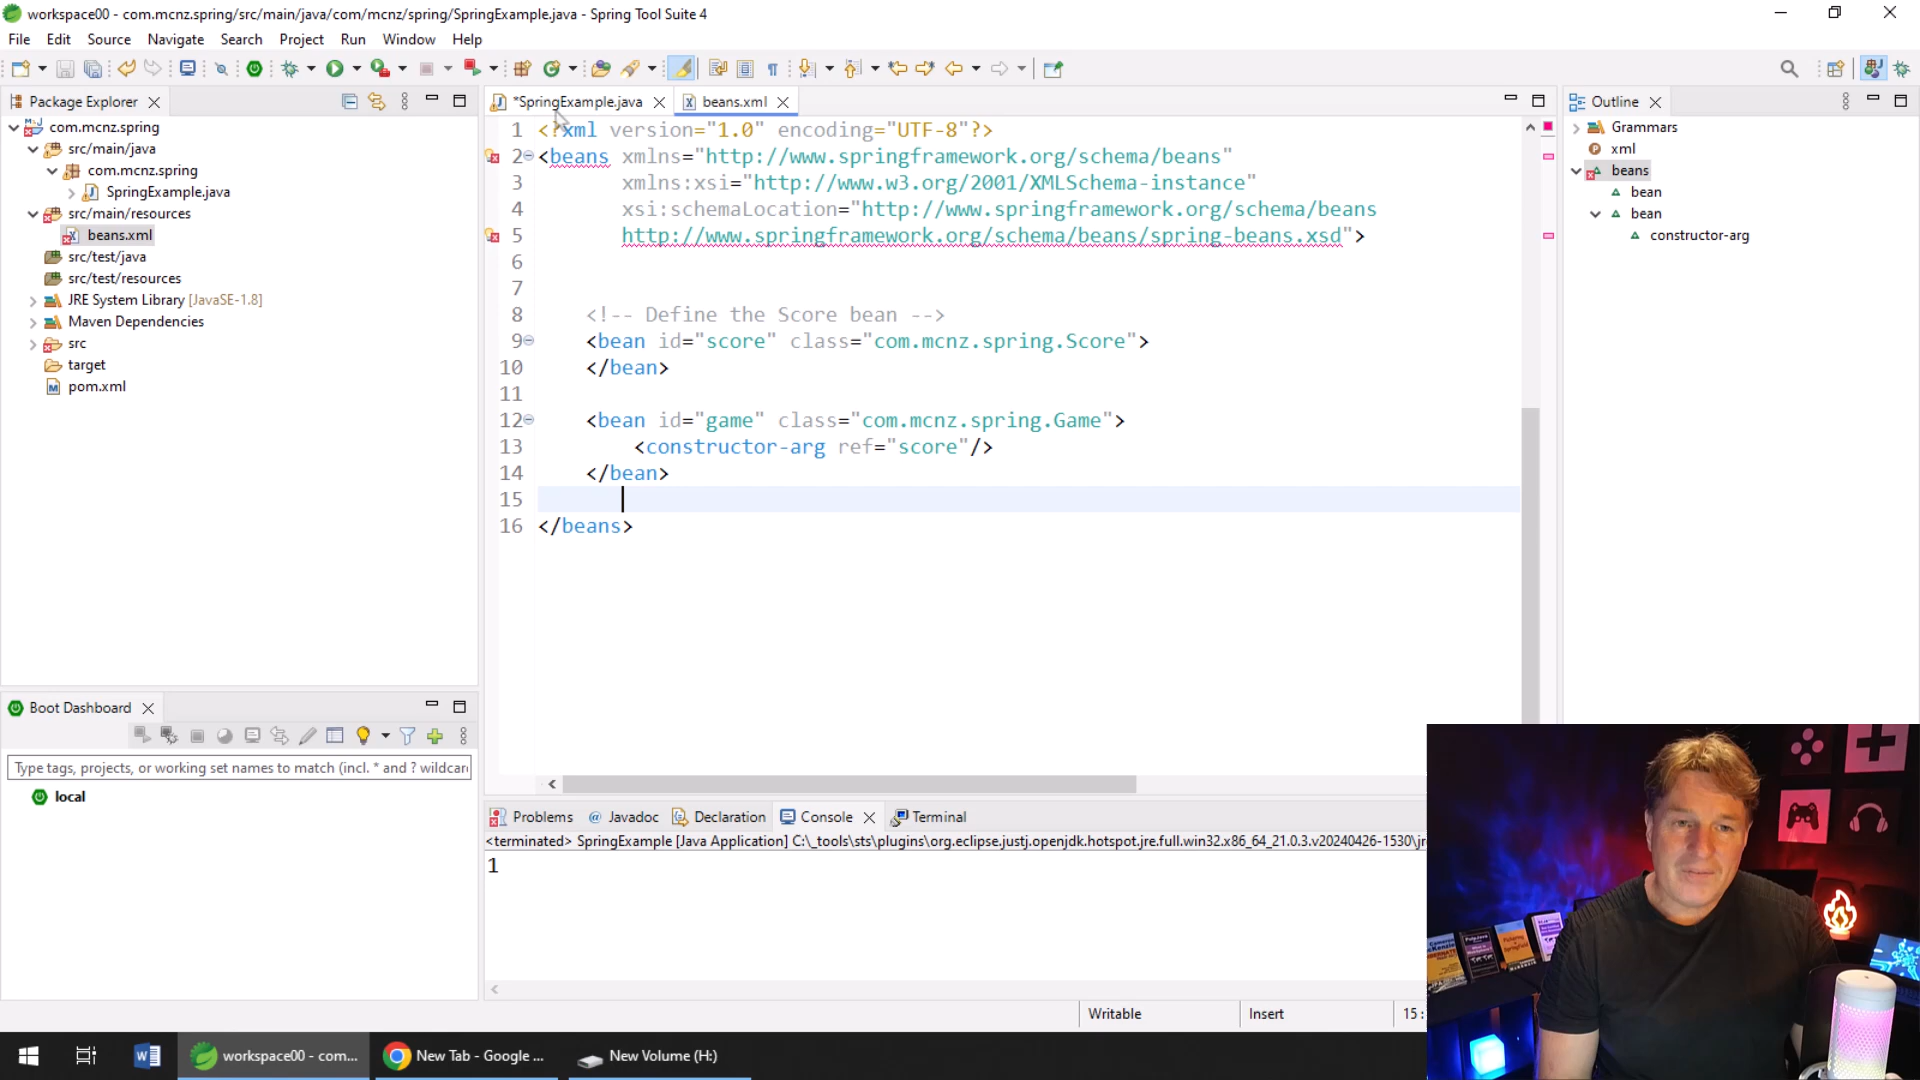 workspace00 - com.mcnz.spring/src/main/java/com/mcnz/spring/SpringExample.java - Spring Tool Suite 4
File Edit Source Navigate Search Project Run Window Help
Package Explorer
com.mcnz.spring
src/main/java
com.mcnz.spring
SpringExample.java
src/main/resources
beans.xml
src/test/java
src/test/resources
JRE System Library [JavaSE-1.8]
Maven Dependencies
src
target
pom.xml
*SpringExample.java beans.xml
1 <?xml version="1.0" encoding="UTF-8"?>
2 <beans xmlns="http://www.springframework.org/schema/beans"
3 xmlns:xsi="http://www.w3.org/2001/XMLSchema-instance"
4 xsi:schemaLocation="http://www.springframework.org/schema/beans
5 http://www.springframework.org/schema/beans/spring-beans.xsd">
6
7
8 <!-- Define the Score bean -->
9 <bean id="score" class="com.mcnz.spring.Score">
10 </bean>
11
12 <bean id="game" class="com.mcnz.spring.Game">
13 <constructor-arg ref="score"/>
14 </bean>
15
16 </beans>
Outline
Grammars
xml
beans
bean
bean
constructor-arg
Boot Dashboard
Type tags, projects, or working set names to match (incl. * and ? wildcar
local
Problems Javadoc Declaration Console Terminal
<terminated> SpringExample [Java Application] C:\_tools\sts\plugins\org.eclipse.justj.openjdk.hotspot.jre.full.win32.x86_64_21.0.3.v20240426-1530\jr
1
Writable Insert 15 :
workspace00 - com... New Tab - Google ... New Volume (H:)